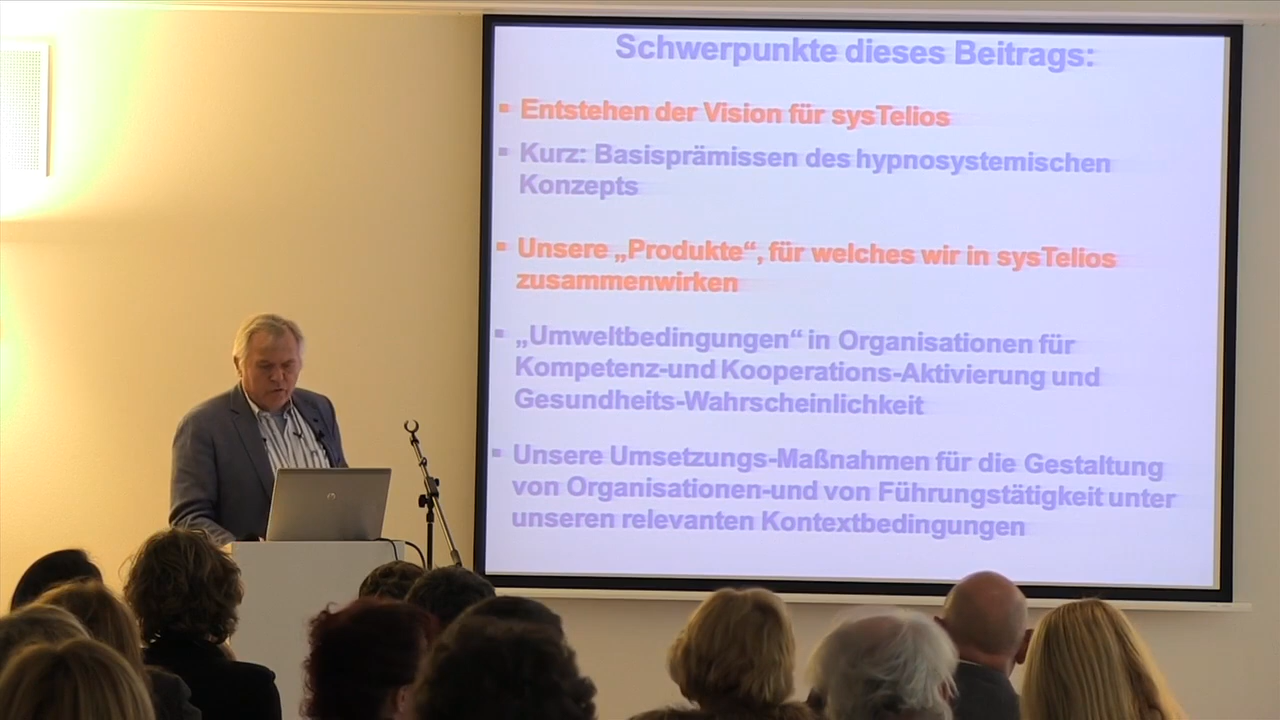 Schwerpunkte dieses Beitrags:
▪ Entstehen der Vision für sysTelios
▪ Kurz: Basisprämissen des hypnosystemischen
Konzepts
▪ Unsere „Produkte“, für welches wir in sysTelios
zusammenwirken
▪ „Umweltbedingungen“ in Organisationen für
Kompetenz-und Kooperations-Aktivierung und
Gesundheits-Wahrscheinlichkeit
▪ Unsere Umsetzungs-Maßnahmen für die Gestaltung
von Organisationen-und von Führungstätigkeit unter
unseren relevanten Kontextbedingungen